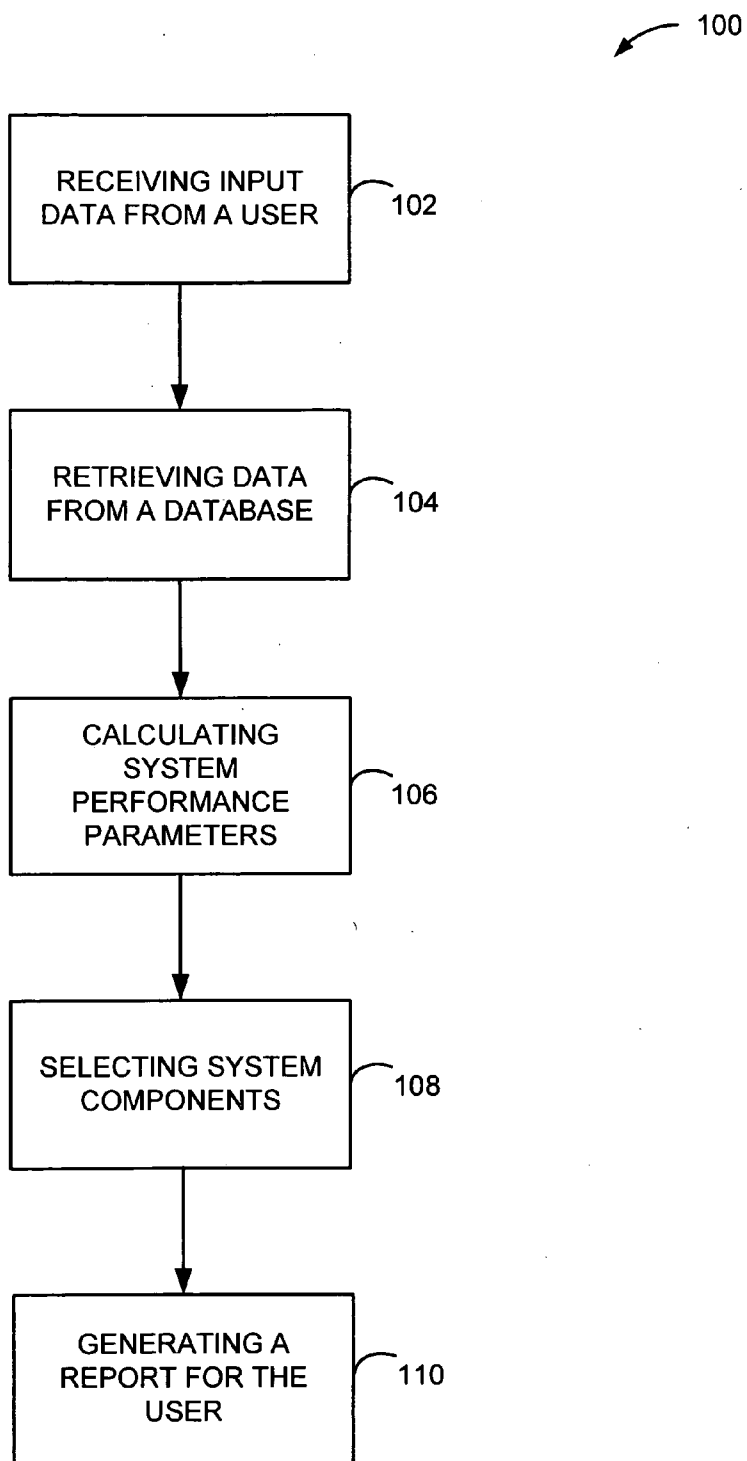 100
RECEIVING INPUT
DATA FROM A USER
102
RETRIEVING DATA
FROM A DATABASE
104
CALCULATING
SYSTEM
PERFORMANCE
PARAMETERS
106
SELECTING SYSTEM
COMPONENTS
108
GENERATING A
REPORT FOR THE
USER
110